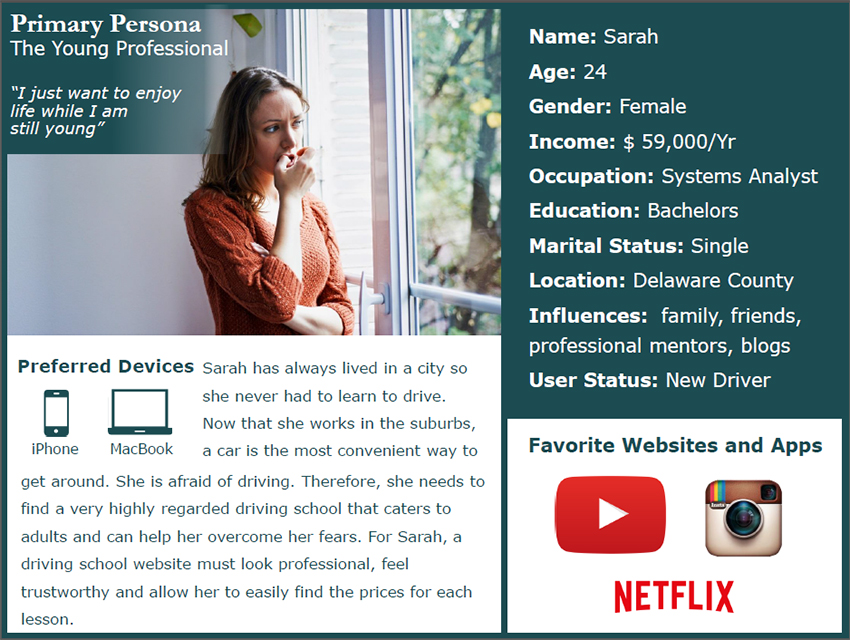 Primary Persona
The Young Professional
“I just want to enjoy
life while I am
still young”
Name: Sarah
Age: 24
Gender: Female
Income: $ 59,000/Yr
Occupation: Systems Analyst
Education: Bachelors
Marital Status: Single
Location: Delaware County
Influences: family, friends,
professional mentors, blogs
User Status: New Driver
Preferred Devices
iPhone
MacBook
Sarah has always lived in a city so
she never had to learn to drive.
Now that she works in the suburbs,
a car is the most convenient way to
get around. She is afraid of driving. Therefore, she needs to
find a very highly regarded driving school that caters to
adults and can help her overcome her fears. For Sarah, a
driving school website must look professional, feel
trustworthy and allow her to easily find the prices for each
lesson.
Favorite Websites and Apps
Insta
NETFLIX